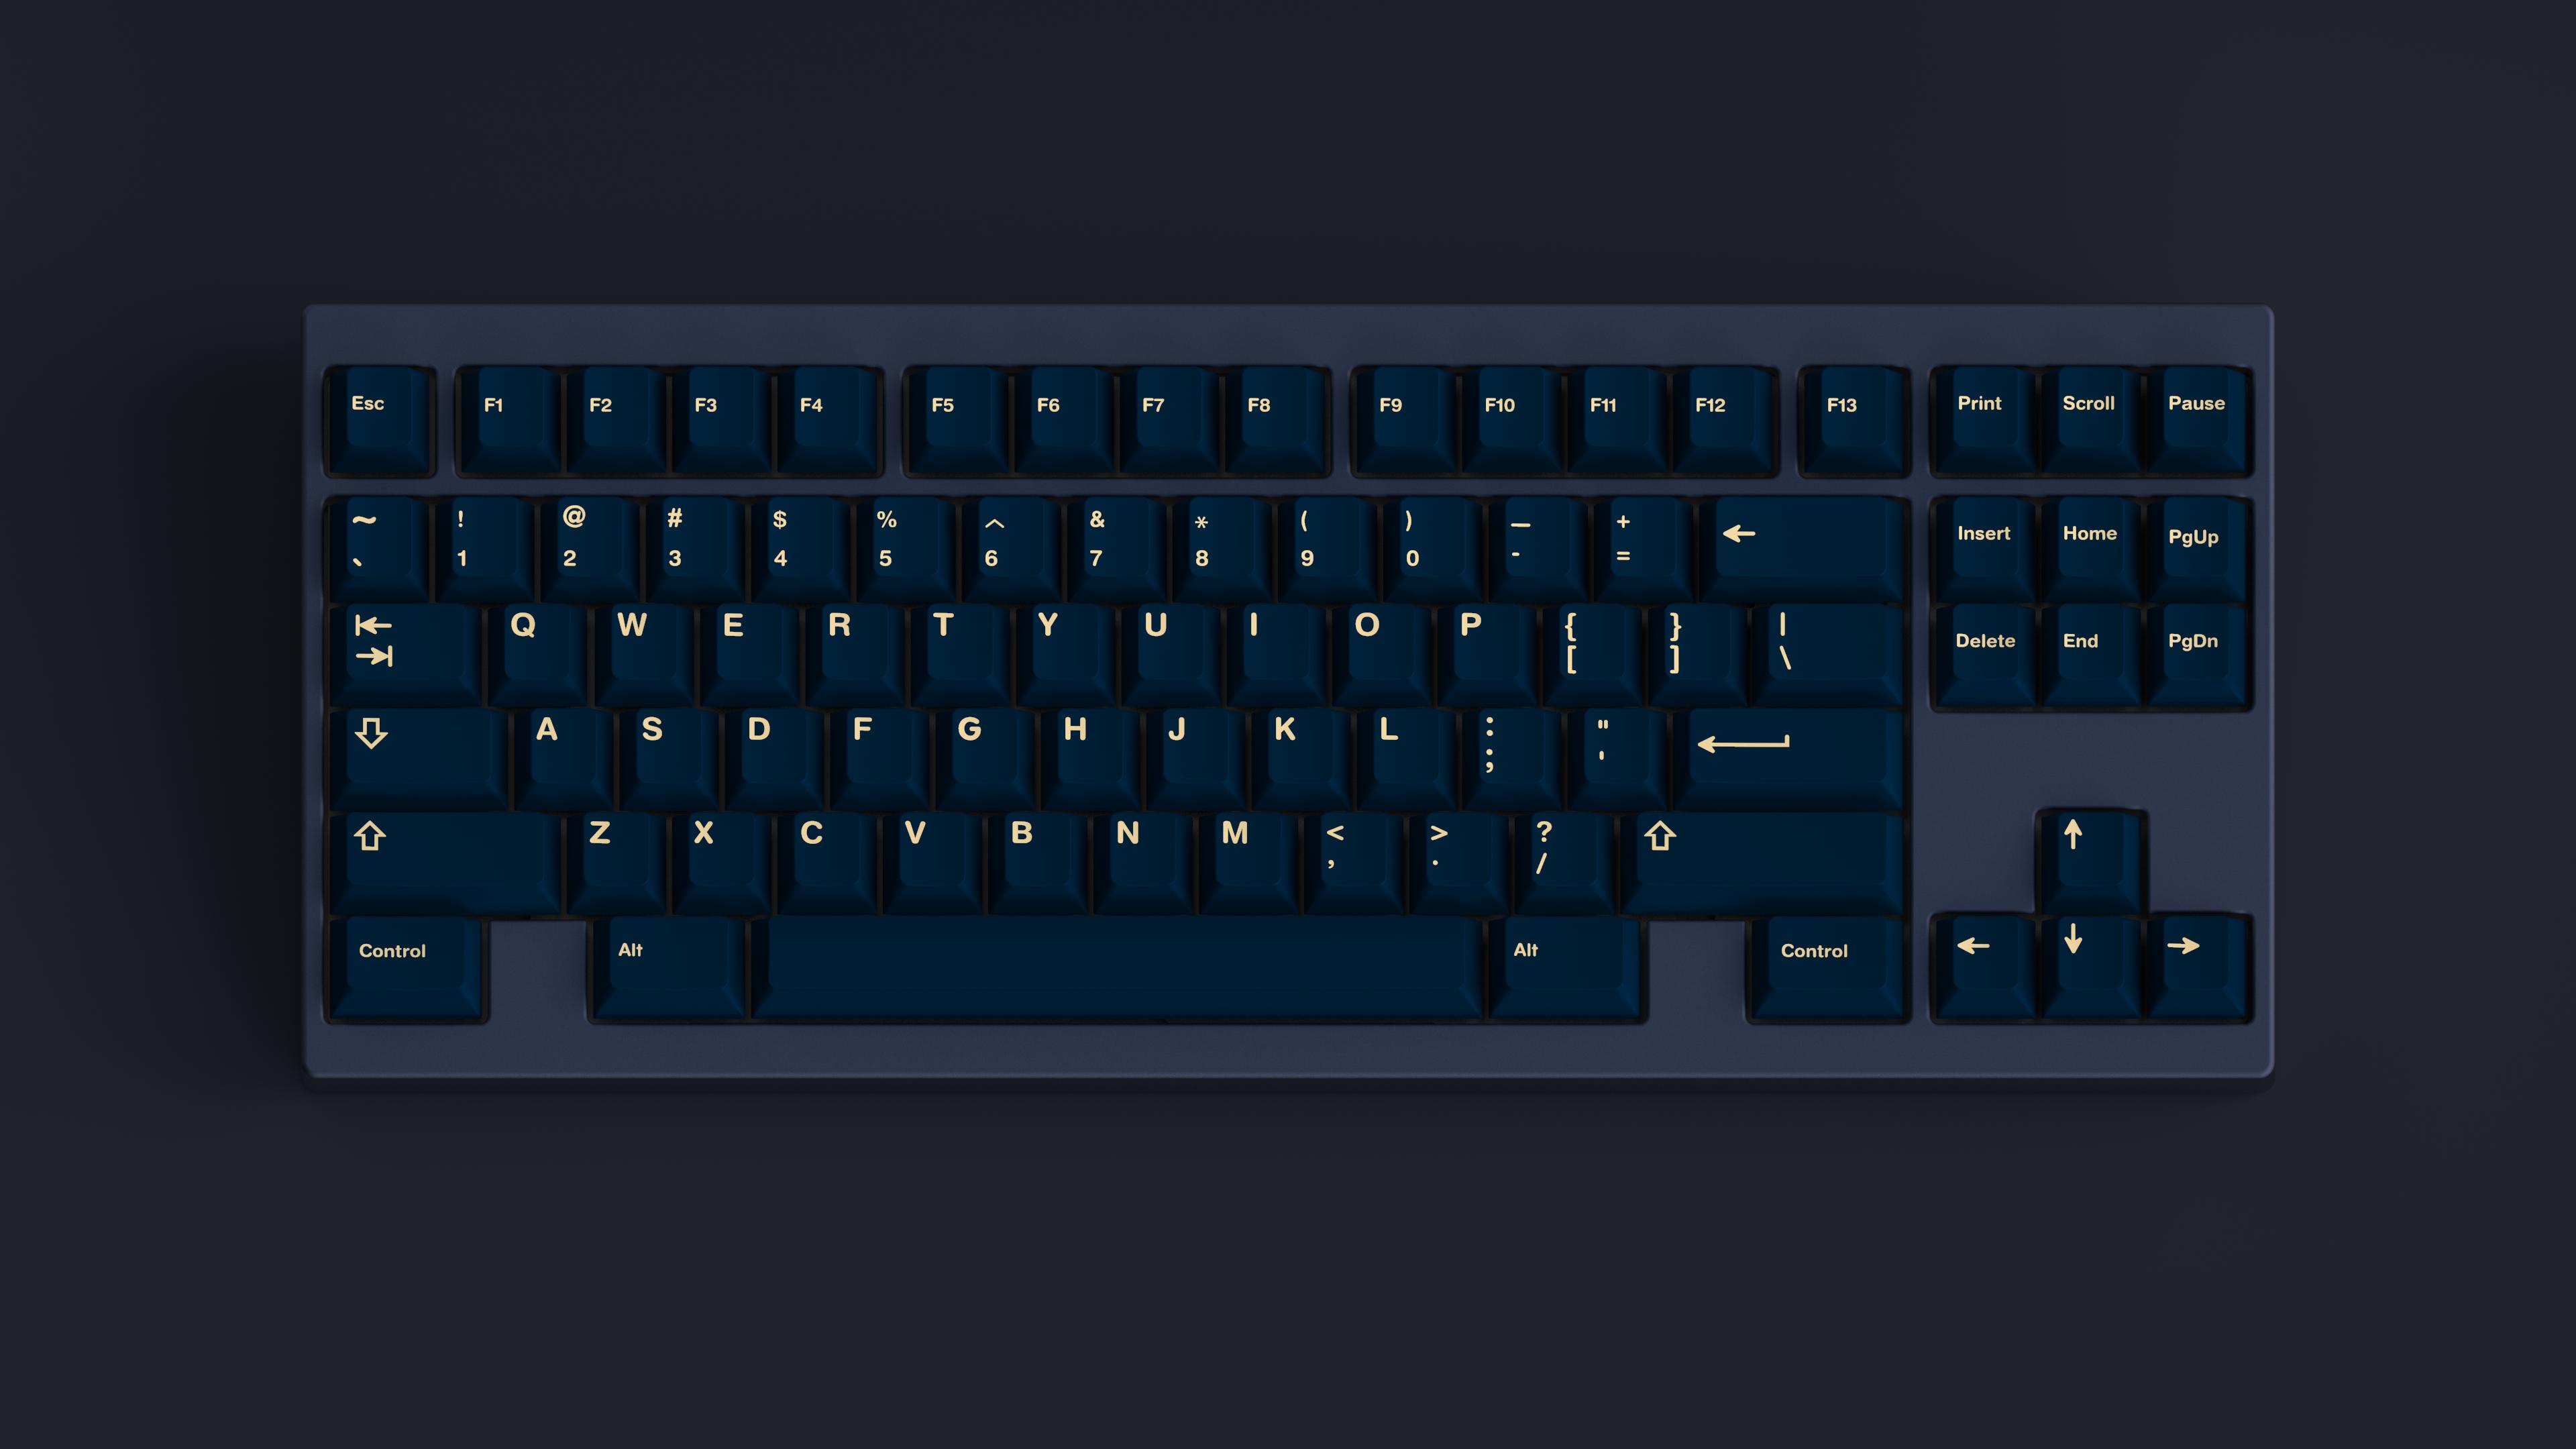 Esc F1 F2 F3 F4 F5 F6 F7 F8 F9 F10 F11 F12 F13 Print Scroll Pause
~ ! @ # $ % ^ & * ( ) _ + ← Insert Home PgUp
` 1 2 3 4 5 6 7 8 9 0 - =
⇤ Q W E R T Y U I O P { } | Delete End PgDn
⇥ [ ] \
⇩ A S D F G H J K L : " ↵
; '
⇧ Z X C V B N M < > ? ⇧ ↑
, . /
Control Alt Alt Control ← ↓ →